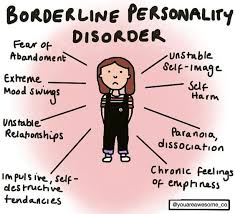 BORDERLINE PERSONALITY
DISORDER
Fear of
Abandonment
Unstable
Self-Image
Extreme
Mood Swings
Self
Harm
Unstable
Relationships
Paranoia,
dissociation
Impulsive, self-
destructive
tendancies
Chronic feelings
of emptiness
@youareawesome_co